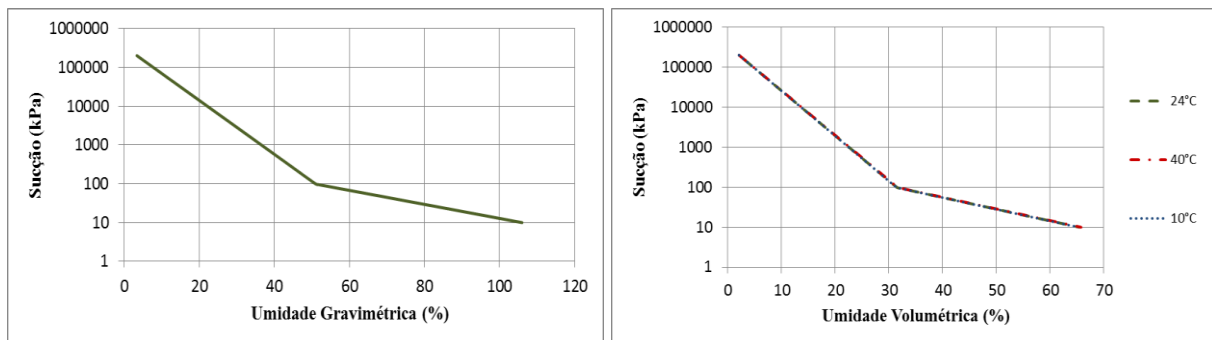 1000000
100000
10000
1000
100
10
1
Sucção (kPa)
0 20 40 60 80 100 120
Umidade Gravimétrica (%)
1000000
100000
10000
1000
100
10
1
Sucção (kPa)
0 10 20 30 40 50 60 70
Umidade Volumétrica (%)
24°C
40°C
10°C